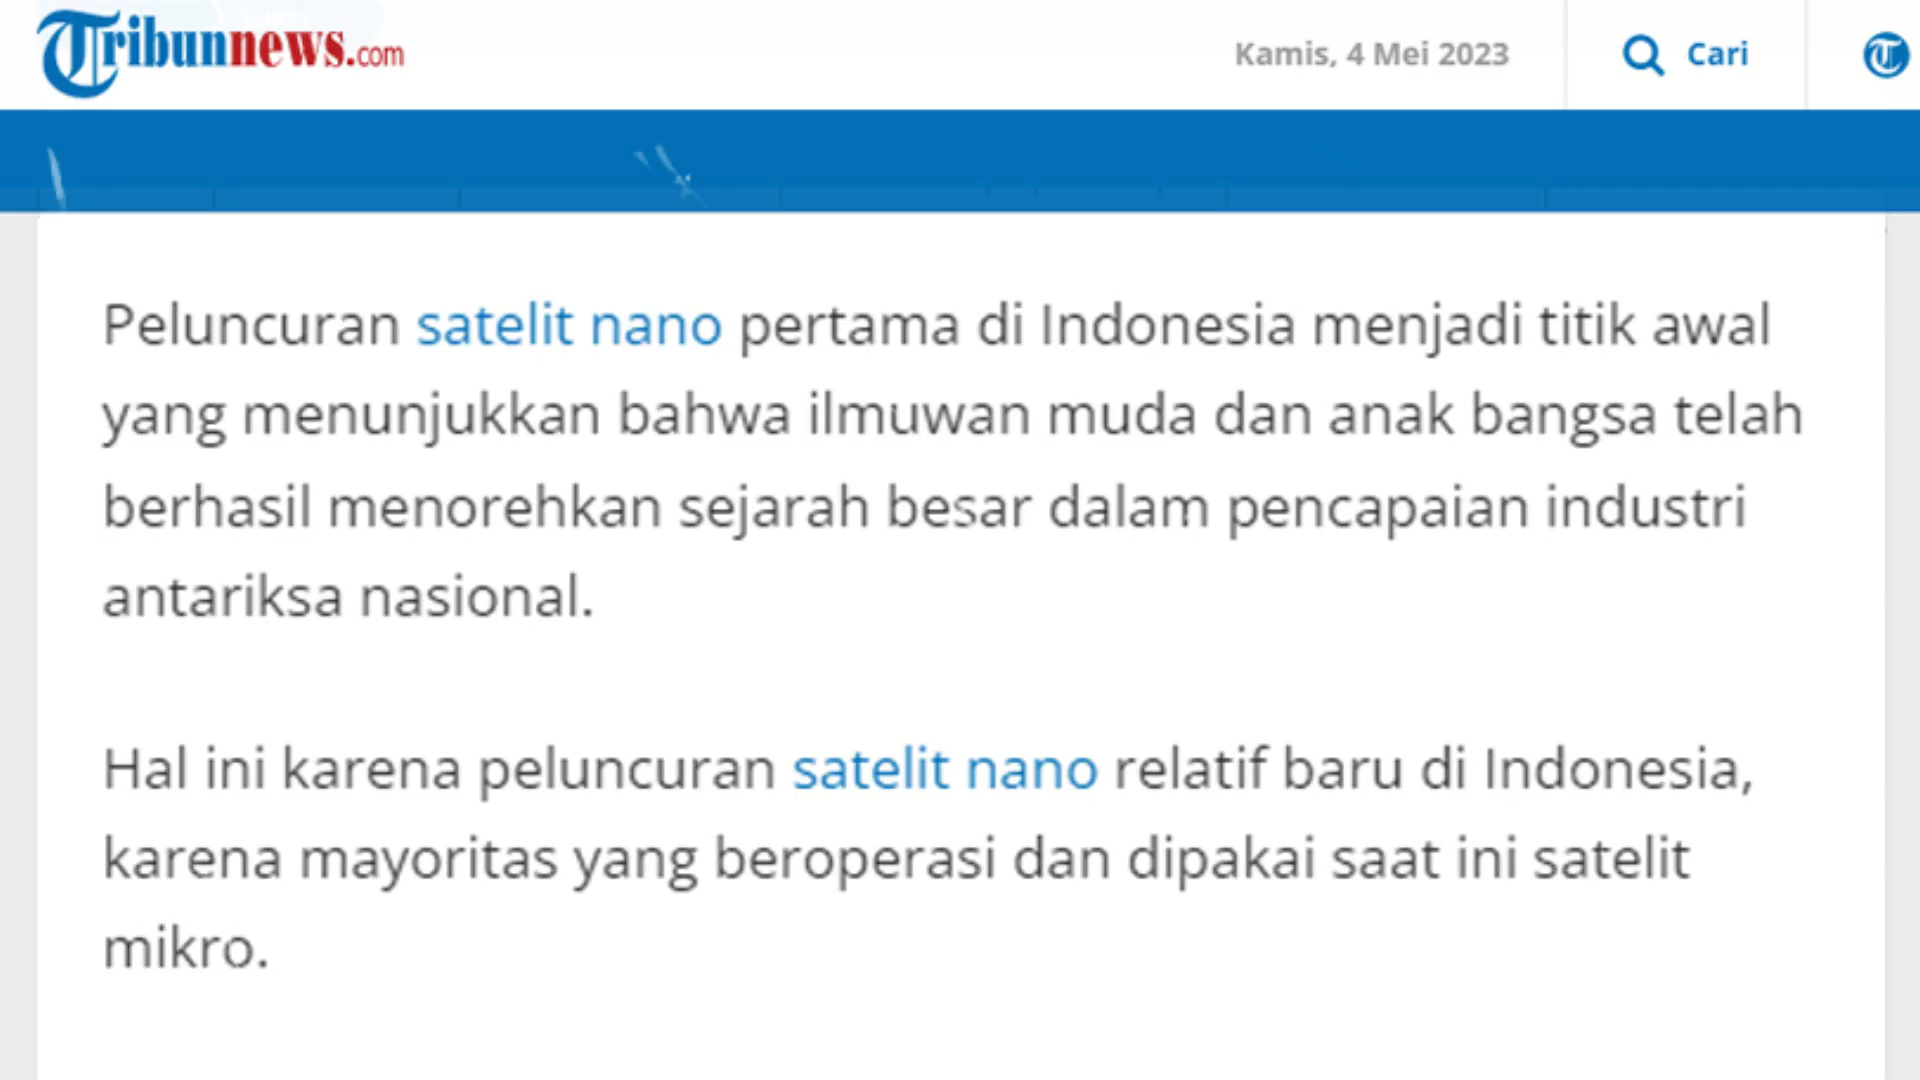 Tribunnews.com
Kamis, 4 Mei 2023
Cari
Peluncuran satelit nano pertama di Indonesia menjadi titik awal
yang menunjukkan bahwa ilmuwan muda dan anak bangsa telah
berhasil menorehkan sejarah besar dalam pencapaian industri
antariksa nasional.
Hal ini karena peluncuran satelit nano relatif baru di Indonesia,
karena mayoritas yang beroperasi dan dipakai saat ini satelit
mikro.